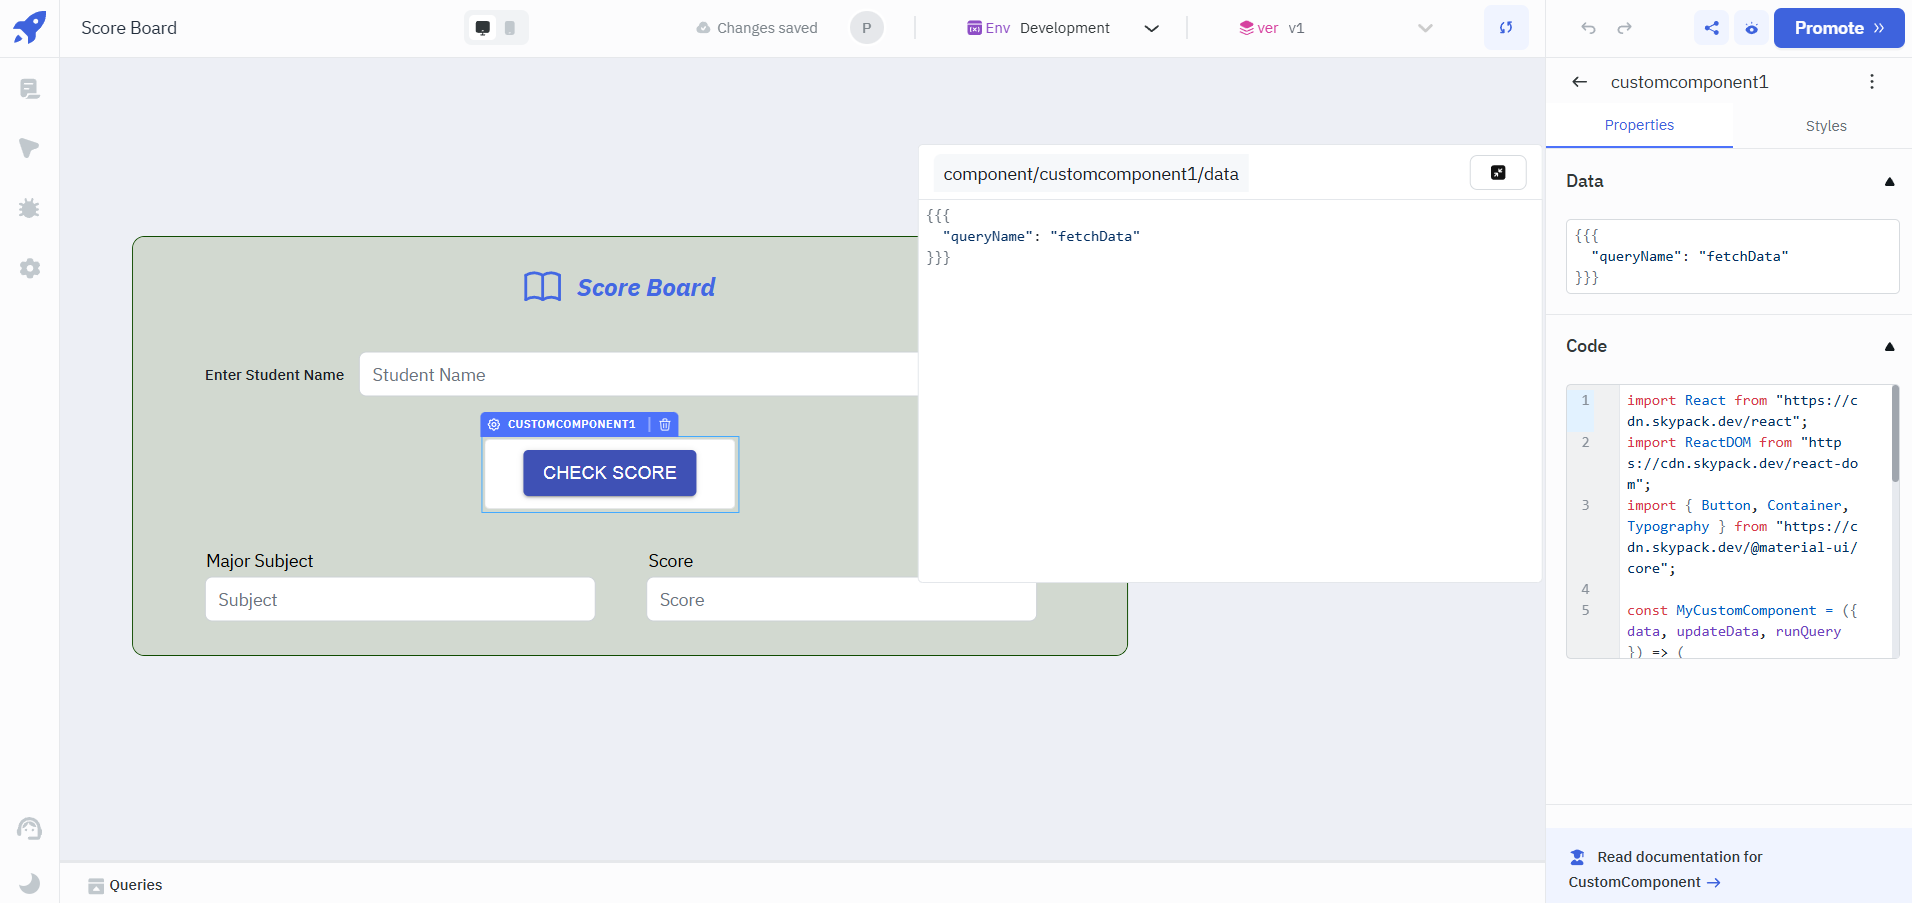 Score Board
Changes saved
P
Env Development
ver v1
Promote »
customcomponent1
Properties
Styles
Data
{{{
"queryName": "fetchData"
}}}
Code
1 import React from "https://c
dn.skypack.dev/react";
2 import ReactDOM from "http
s://cdn.skypack.dev/react-do
m";
3 import { Button, Container,
Typography } from "https://c
dn.skypack.dev/@material-ui/
core";
4
5 const MyCustomComponent = ({
data, updateData, runQuery
}) => (
Read documentation for
CustomComponent →
component/customcomponent1/data
{{{
"queryName": "fetchData"
}}}
Score Board
Enter Student Name
Student Name
CUSTOMCOMPONENT1
CHECK SCORE
Major Subject
Subject
Score
Score
Queries